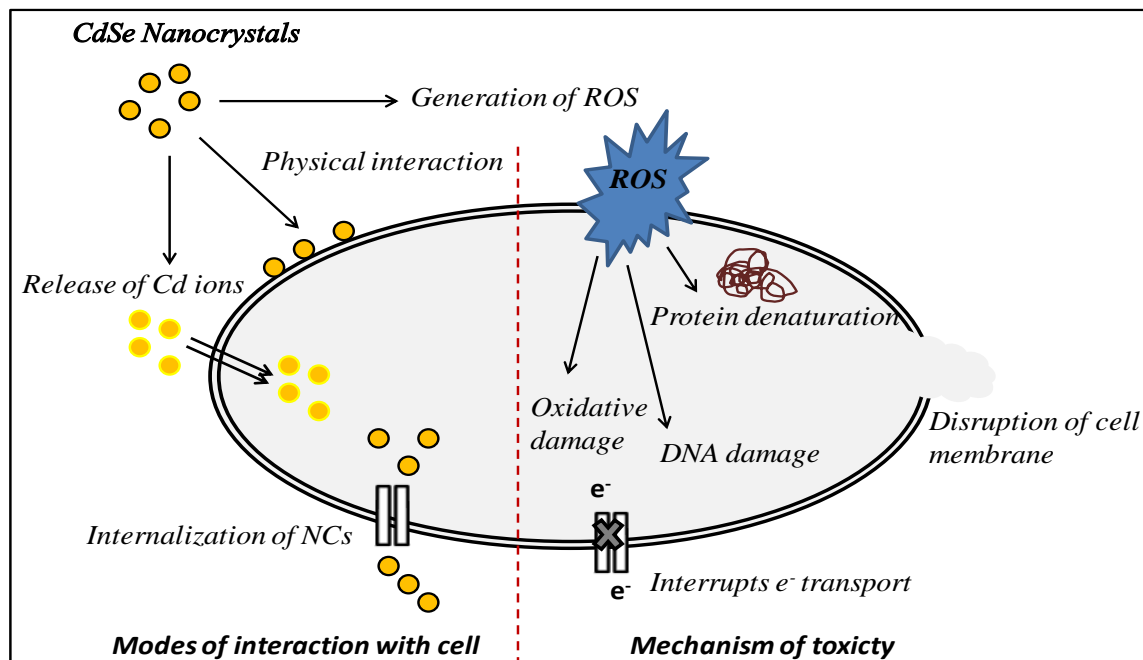 CdSe Nanocrystals
Generation of ROS
Physical interaction
ROS
Release of Cd ions
Protein denaturation
Oxidative
damage
DNA damage
Disruption of cell
membrane
e-
Internalization of NCs
e-
Interrupts e- transport
Modes of interaction with cell
Mechanism of toxicty